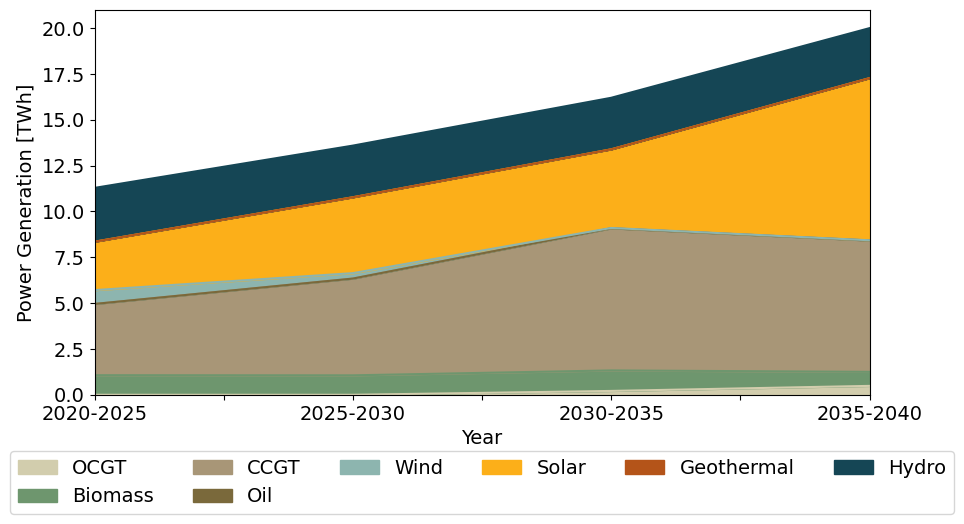 20.0
17.5
15.0
12.5
10.0
7.5
5.0
2.5
0.0
Power Generation [TWh]
2020-2025 2025-2030 2030-2035 2035-2040
Year
OCGT CCGT Wind Solar Geothermal Hydro
Biomass Oil